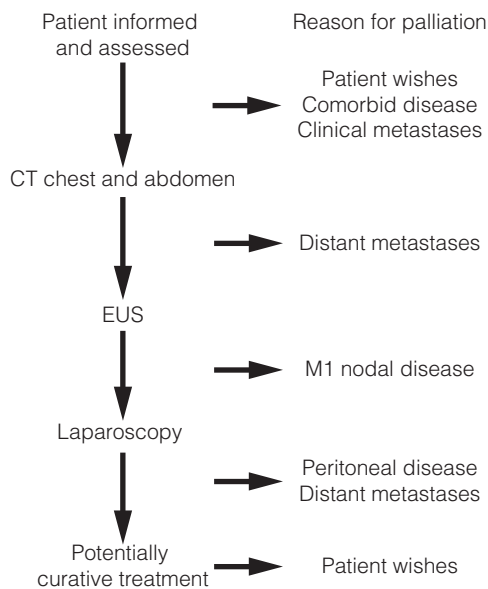 Patient informed
and assessed
Reason for palliation
Patient wishes
Comorbid disease
Clinical metastases
CT chest and abdomen
Distant metastases
EUS
M1 nodal disease
Laparoscopy
Peritoneal disease
Distant metastases
Potentially
curative treatment
Patient wishes